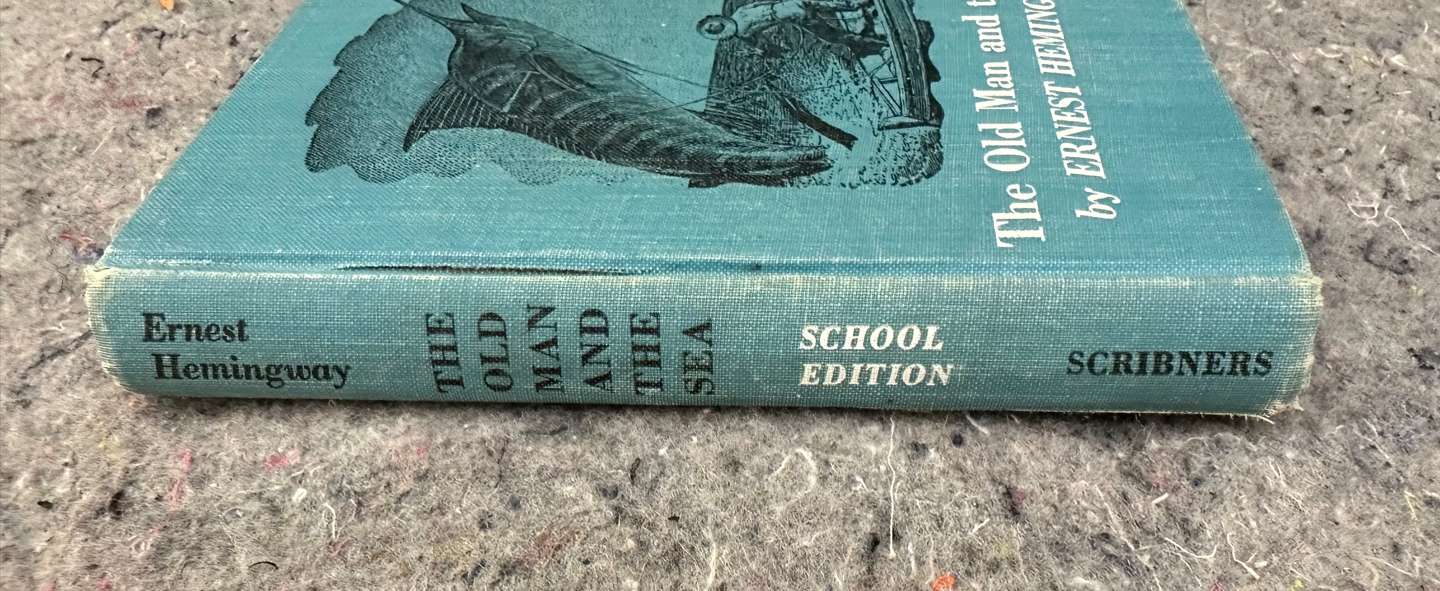 The Old Man and t
by ERNEST HEMING
Ernest
Hemingway
THE
OLD
MAN
AND
THE
SEA
SCHOOL
EDITION
SCRIBNERS